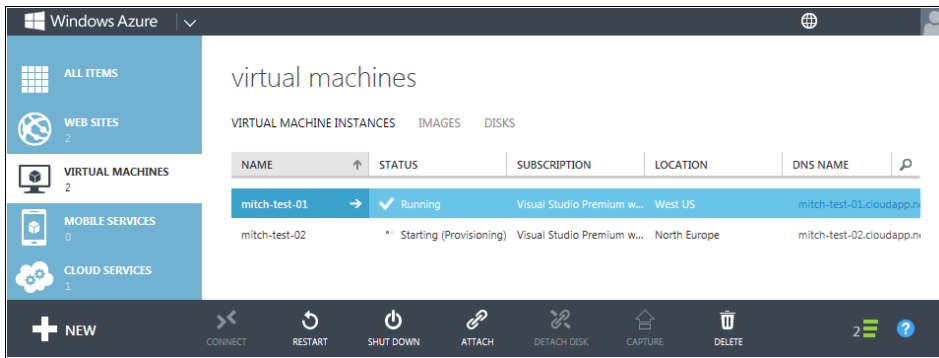 Windows Azure
ALL ITEMS
WEB SITES
2
VIRTUAL MACHINES
2
MOBILE SERVICES
0
CLOUD SERVICES
1
virtual machines
VIRTUAL MACHINE INSTANCES IMAGES DISKS
NAME STATUS SUBSCRIPTION LOCATION DNS NAME
mitch-test-01 Running Visual Studio Premium w... West US mitch-test-01.cloudapp.n
mitch-test-02 Starting (Provisioning) Visual Studio Premium w... North Europe mitch-test-02.cloudapp.n
NEW CONNECT RESTART SHUT DOWN ATTACH DETACH DISK CAPTURE DELETE 2 ?